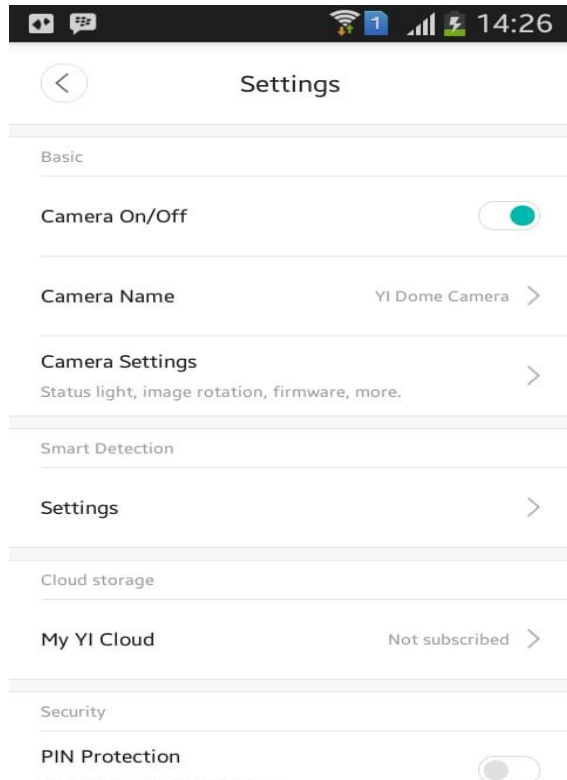 1 14:26
Settings
Basic
Camera On/Off
Camera Name YI Dome Camera
Camera Settings
Status light, image rotation, firmware, more.
Smart Detection
Settings
Cloud storage
My YI Cloud Not subscribed
Security
PIN Protection